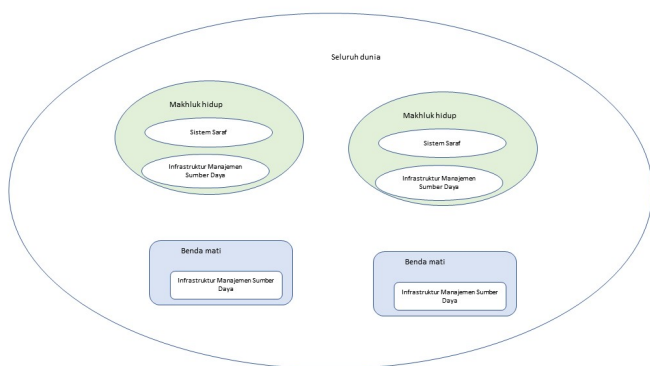 Seluruh dunia
Makhluk hidup
Sistem Saraf
Infrastruktur Manajemen
Sumber Daya
Makhluk hidup
Sistem Saraf
Infrastruktur Manajemen
Sumber Daya
Benda mati
Infrastruktur Manajemen Sumber
Daya
Benda mati
Infrastruktur Manajemen Sumber
Daya